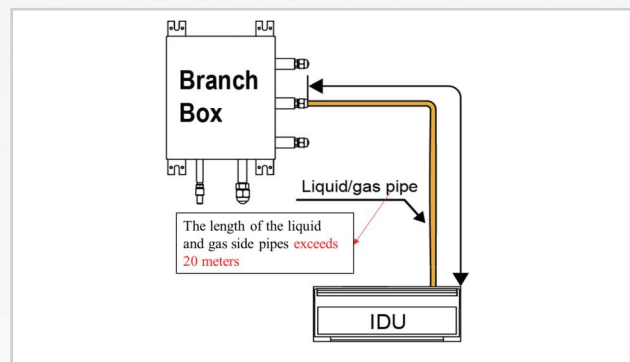 Branch
Box
Liquid/gas pipe
The length of the liquid
and gas side pipes exceeds
20 meters
IDU